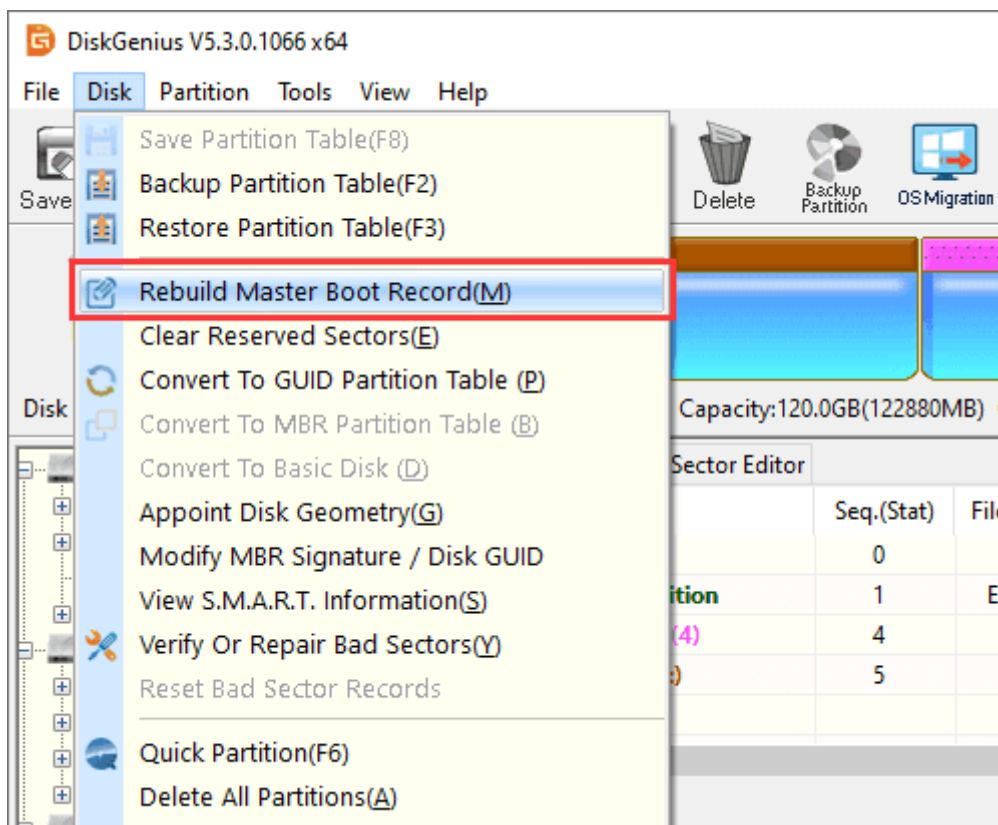 DiskGenius V5.3.0.1066 x64
File Disk Partition Tools View Help
Save Partition Table(F8)
Backup Partition Table(F2)
Restore Partition Table(F3)
Rebuild Master Boot Record(M)
Clear Reserved Sectors(E)
Convert To GUID Partition Table (P)
Convert To MBR Partition Table (B)
Convert To Basic Disk (D)
Appoint Disk Geometry(G)
Modify MBR Signature / Disk GUID
View S.M.A.R.T. Information(S)
Verify Or Repair Bad Sectors(Y)
Reset Bad Sector Records
Quick Partition(F6)
Delete All Partitions(A)
Save
Delete
Backup
Partition
OS Migration
Disk
Capacity:120.0GB(122880MB)
Sector Editor
Seq.(Stat)
0
1
(4) 4
5